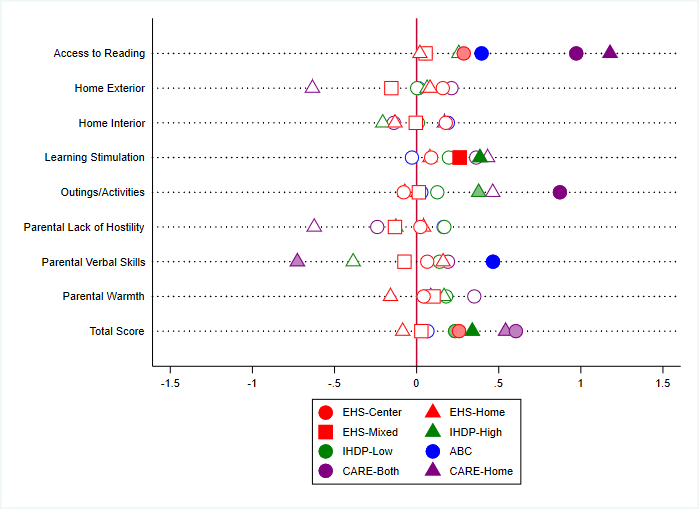 Access to Reading
Home Exterior
Home Interior
Learning Stimulation
Outings/Activities
Parental Lack of Hostility
Parental Verbal Skills
Parental Warmth
Total Score
-1.5 -1 -.5 0 .5 1 1.5
EHS-Center EHS-Home
EHS-Mixed IHDP-High
IHDP-Low ABC
CARE-Both CARE-Home